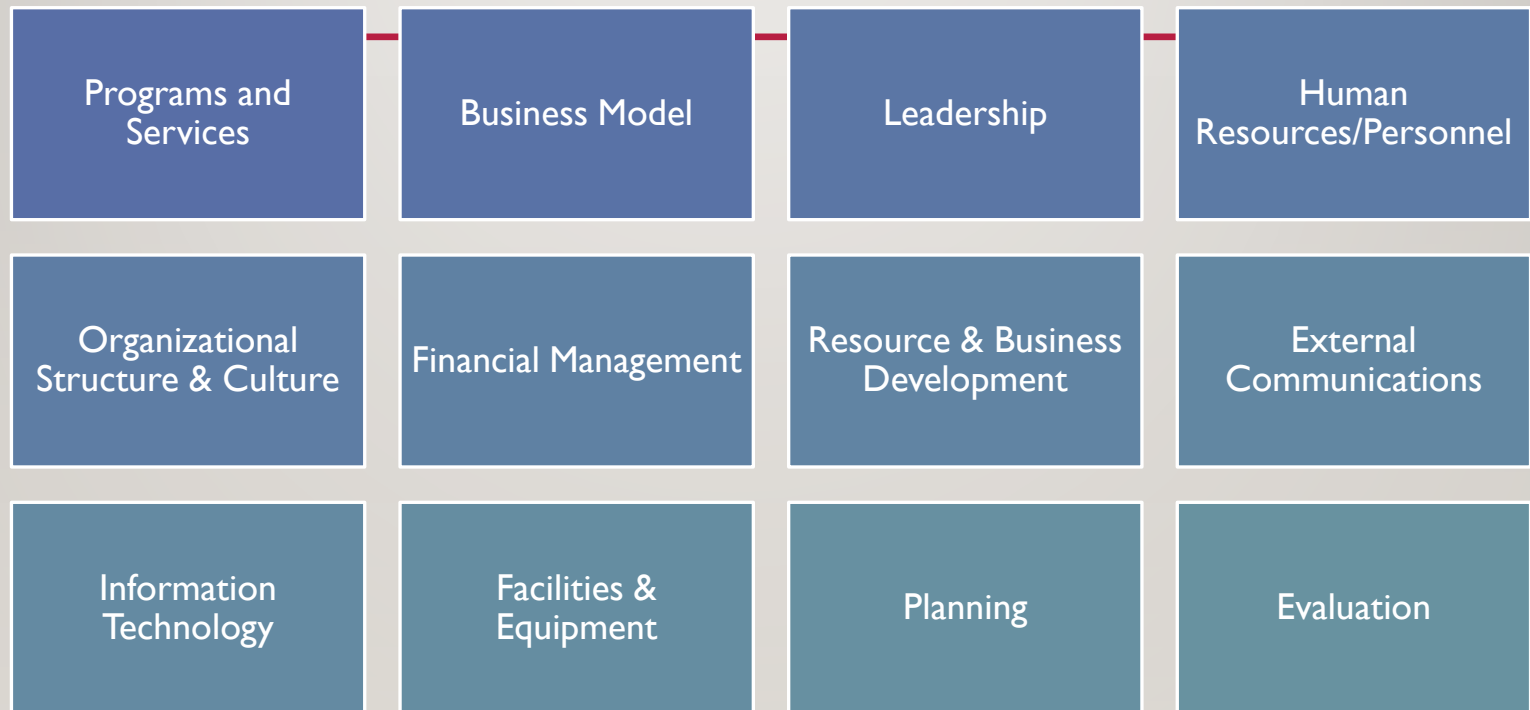 Programs and
Services
Business Model
Leadership
Human
Resources/Personnel
Organizational
Structure & Culture
Financial Management
Resource & Business
Development
External
Communications
Information
Technology
Facilities &
Equipment
Planning
Evaluation